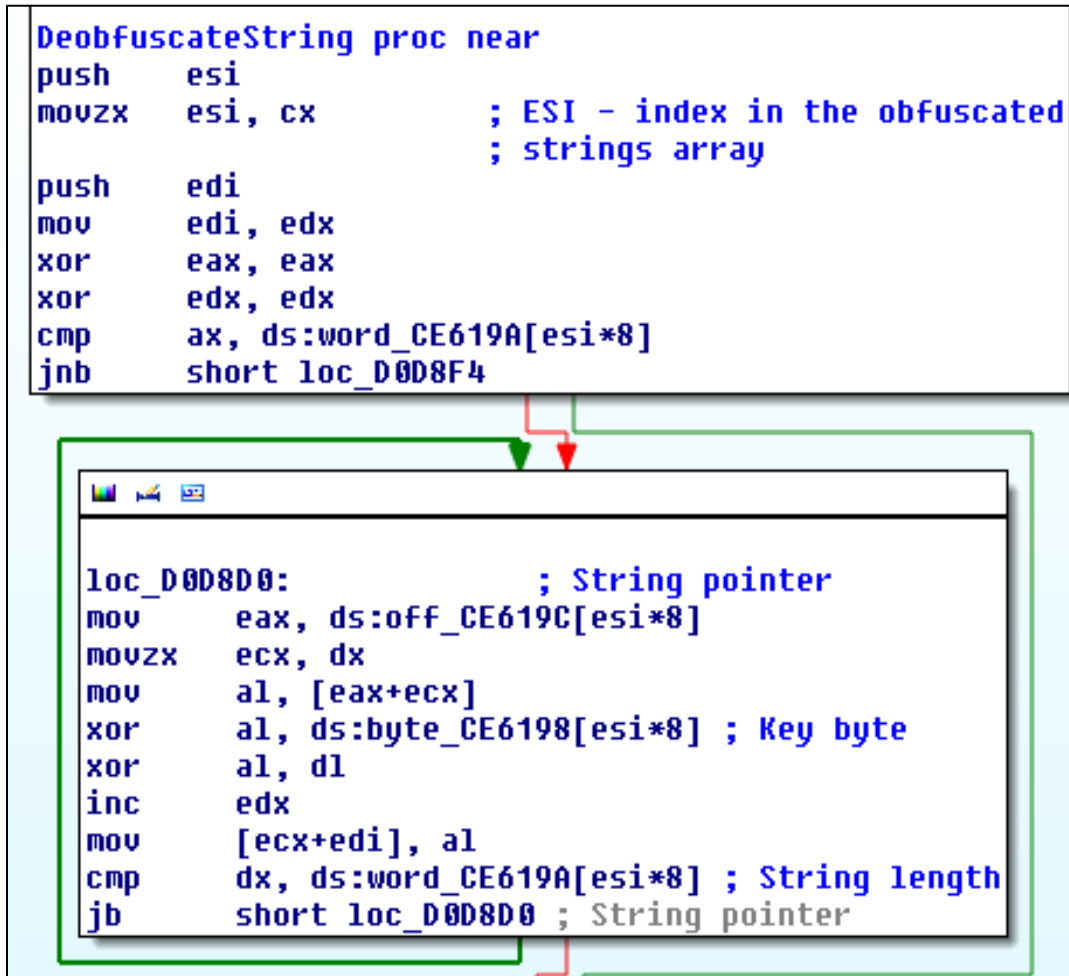 DeobfuscateString proc near
push    esi
movzx   esi, cx         ; ESI - index in the obfuscated
                        ; strings array
push    edi
mov     edi, edx
xor     eax, eax
xor     edx, edx
cmp     ax, ds:word_CE619A[esi*8]
jnb     short loc_D0D8F4
loc_D0D8D0:             ; String pointer
mov     eax, ds:off_CE619C[esi*8]
movzx   ecx, dx
mov     al, [eax+ecx]
xor     al, ds:byte_CE6198[esi*8] ; Key byte
xor     al, dl
inc     edx
mov     [ecx+edi], al
cmp     dx, ds:word_CE619A[esi*8] ; String length
jb      short loc_D0D8D0 ; String pointer